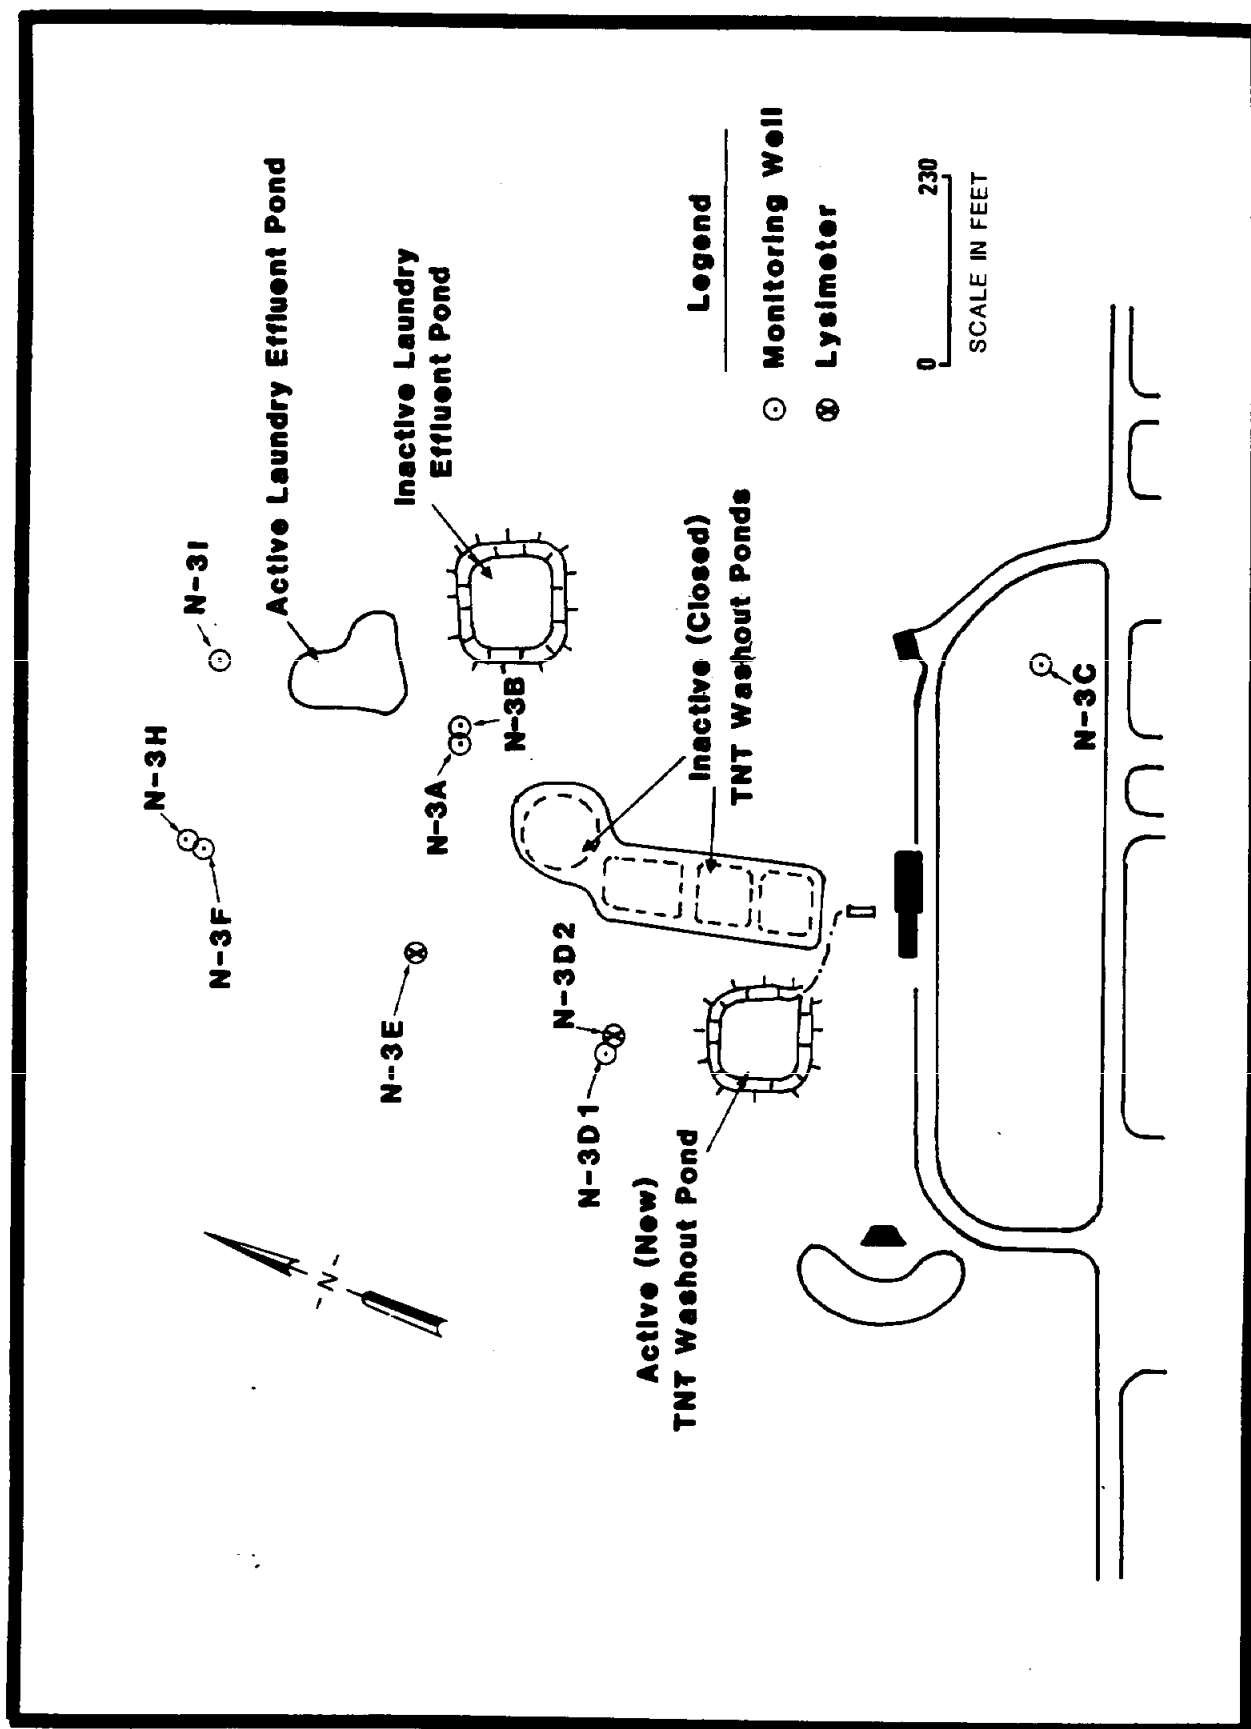 N-3H
N-3I
N-3F
Active Laundry Effluent Pond
N-3E
N-3A
N-3B
Inactive Laundry
Effluent Pond
N-3D1
N-3D2
Active (New)
TNT Washout Pond
Inactive (Closed)
TNT Washout Ponds
-N-
Legend
Monitoring Well
Lysimeter
0 230
SCALE IN FEET
N-3C